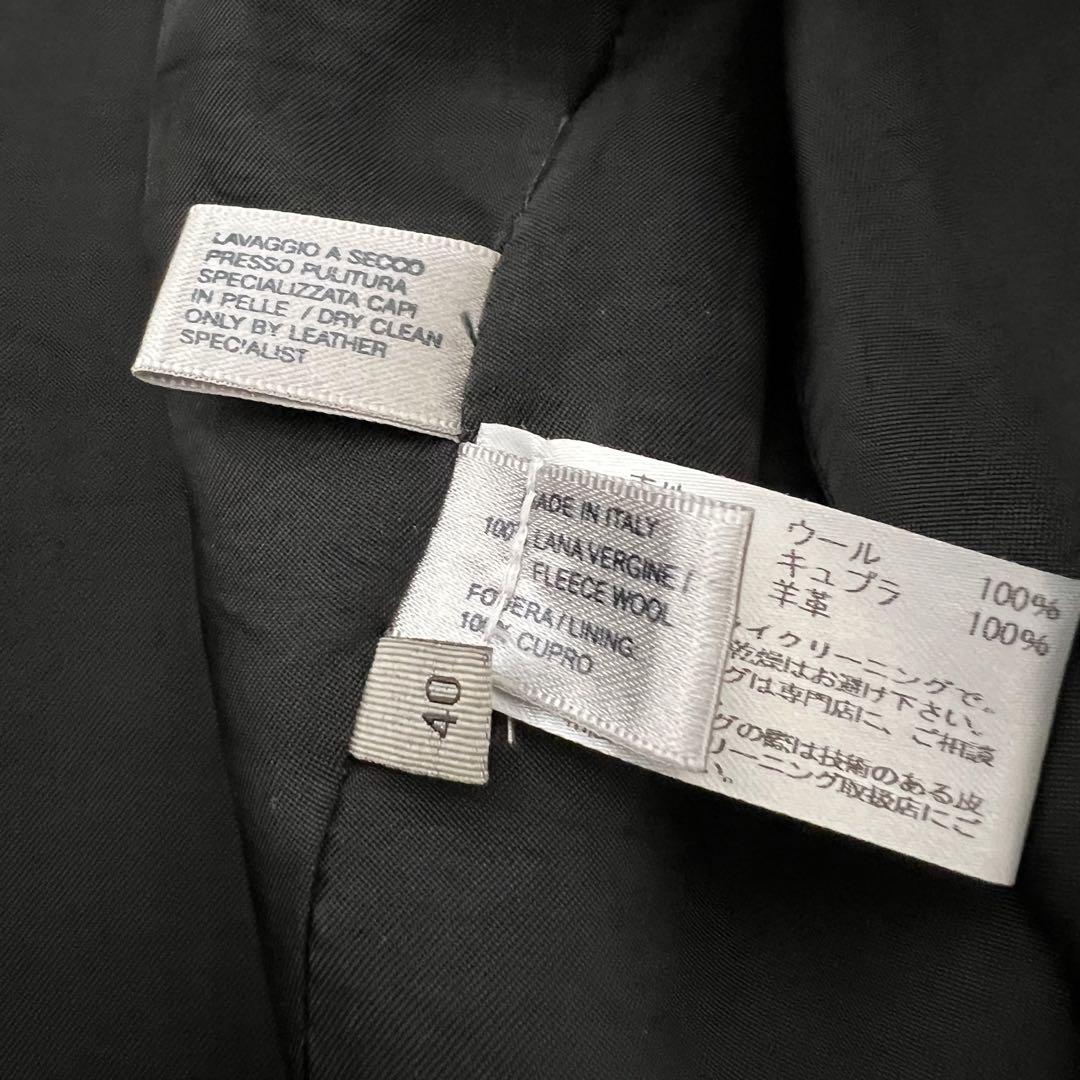 LAVAGGIO A SECCO
PRESSO PULITURA
SPECIALIZZATA CAPI
IN PELLE / DRY CLEAN
ONLY BY LEATHER
SPECIALIST
ADE IN ITALY
100% LANA VERGINE /
FLEECE WOOL
FODERA / LINING
100% CUPRO
40
ウール 100%
キュプラ 100%
羊革
イクリーニングで、
乾燥はお避け下さい。
グは専門店に、ご相談
グの際は技術のある皮
リーニング取扱店にご